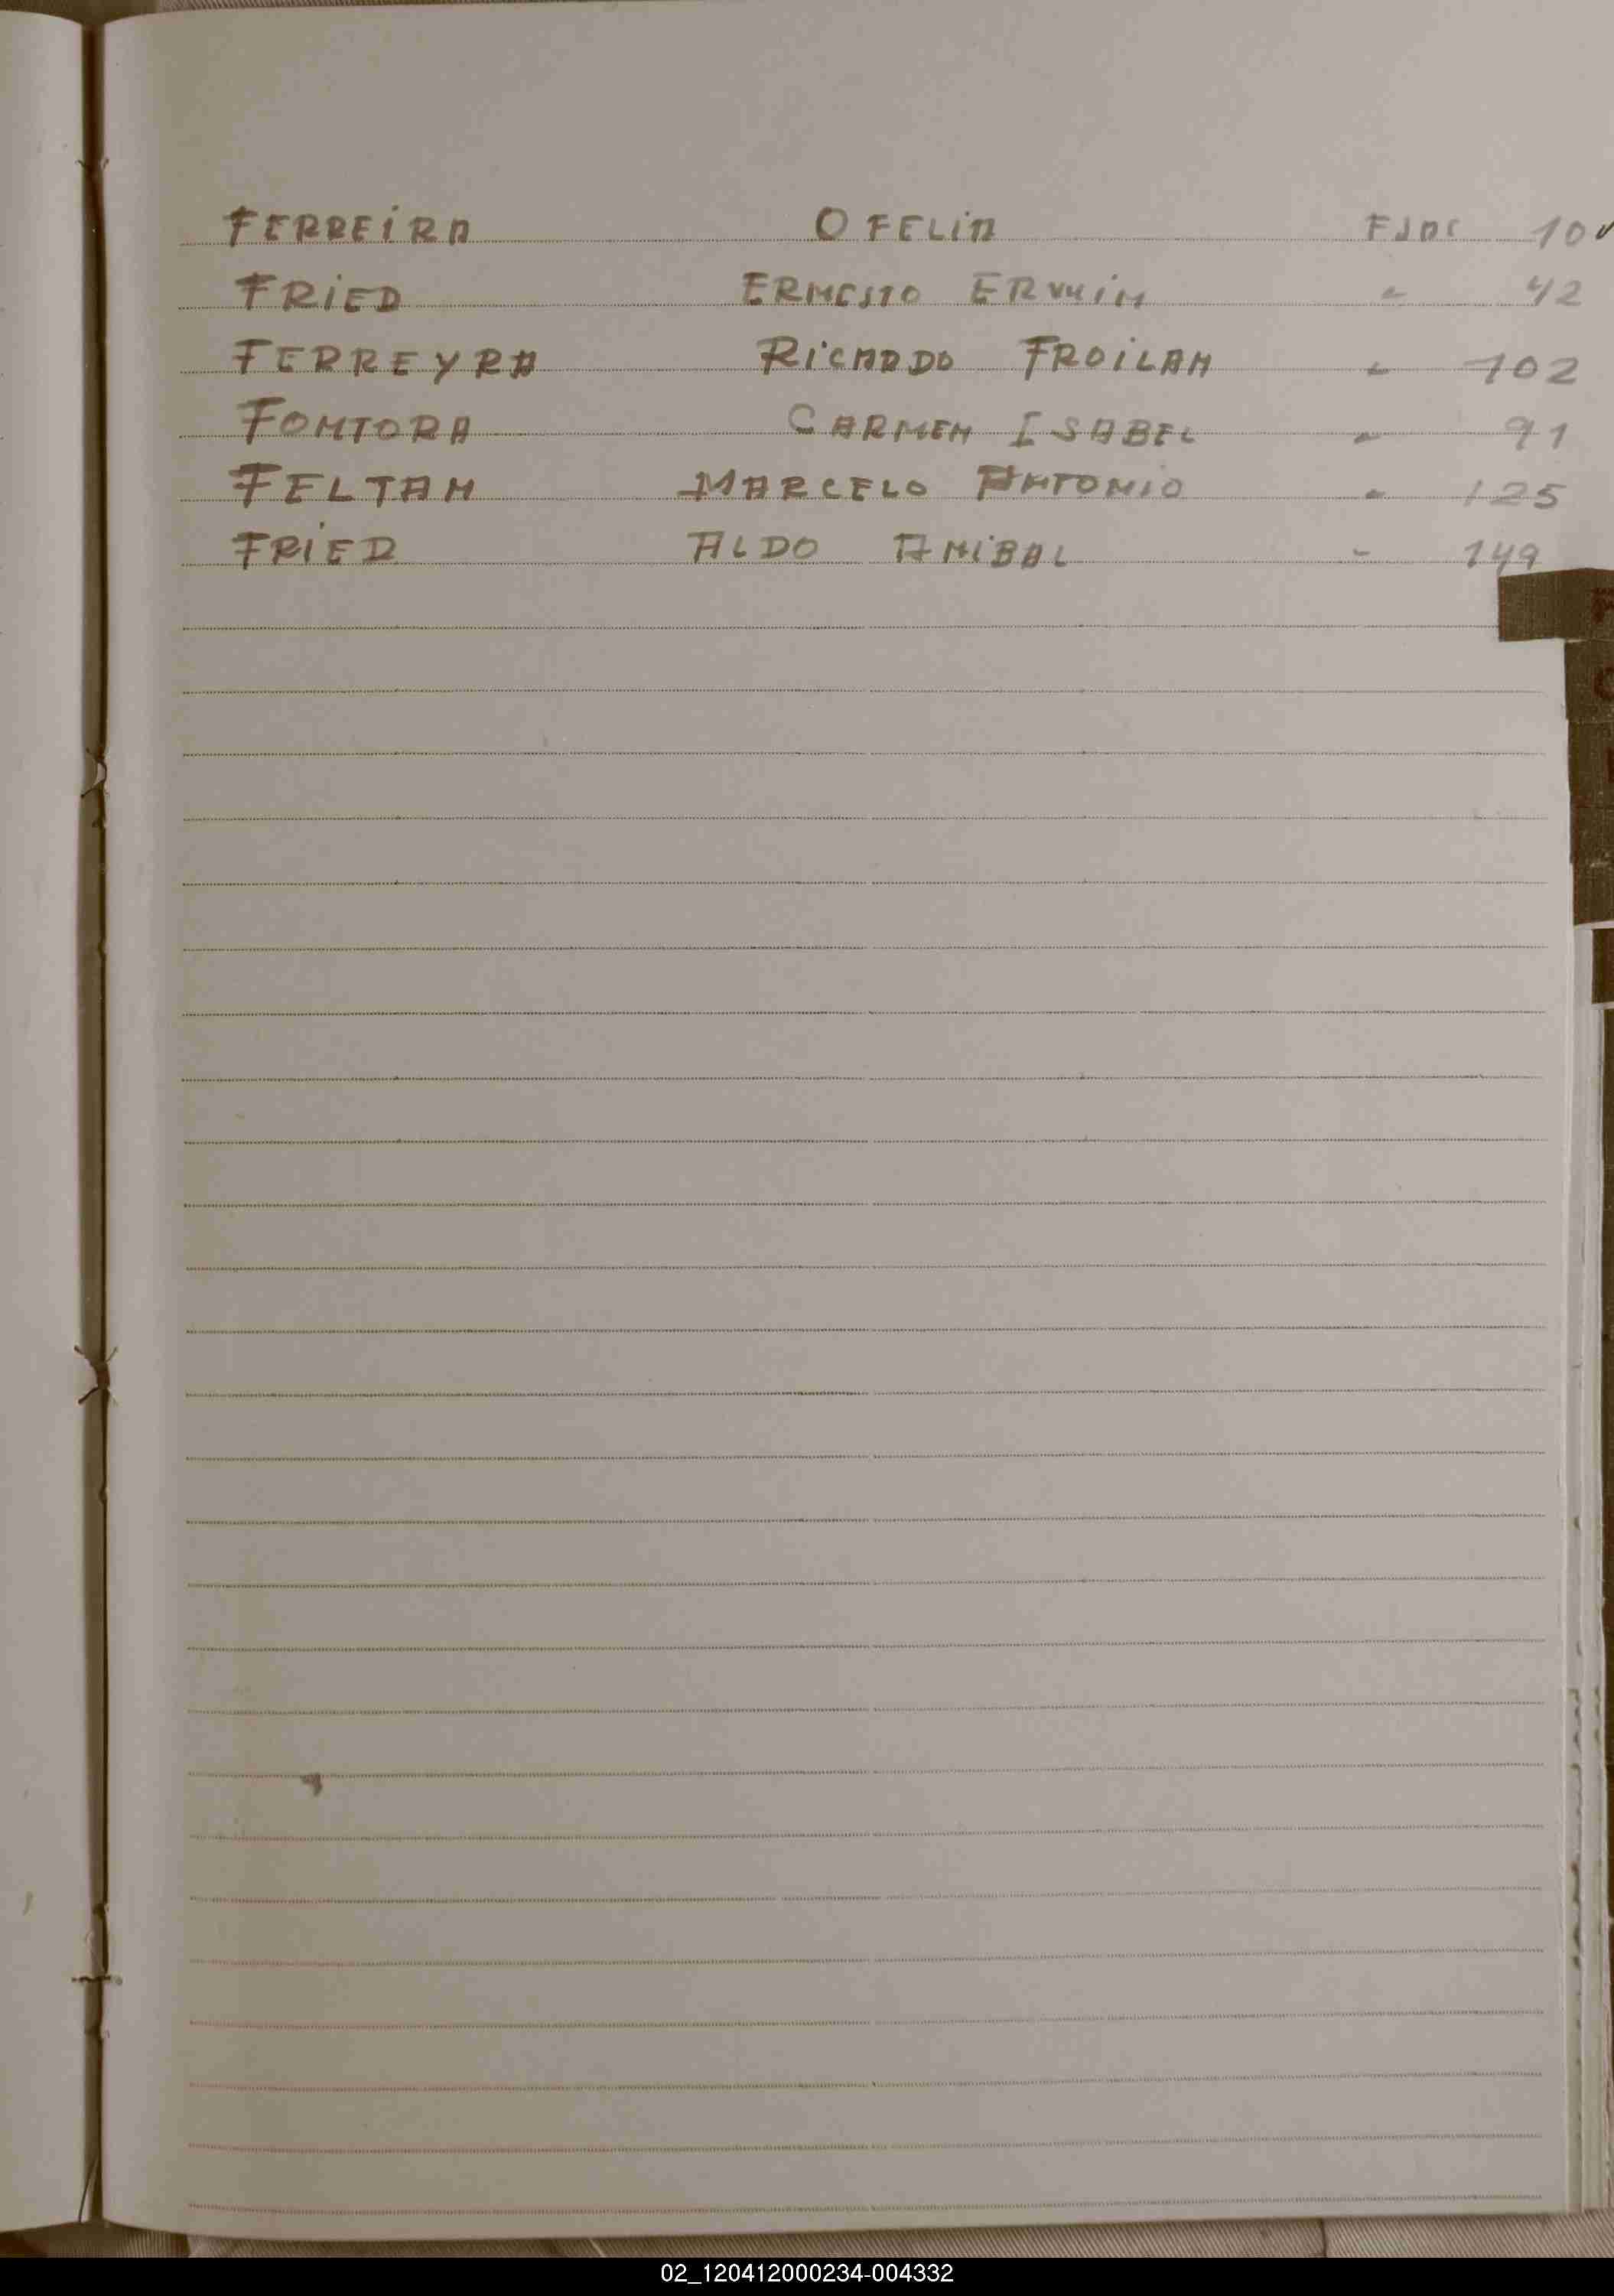 FERREIRA OFELIA FJAS 10
FRIED ERNESTO ERWIN " 42
FERREYRA RICARDO FROILAN " 102
FONTORA CARMEN ISABEL " 91
FELTAN MARCELO ANTONIO " 125
FRIED ALDO ANIBAL " 149
02_120412000234-004332